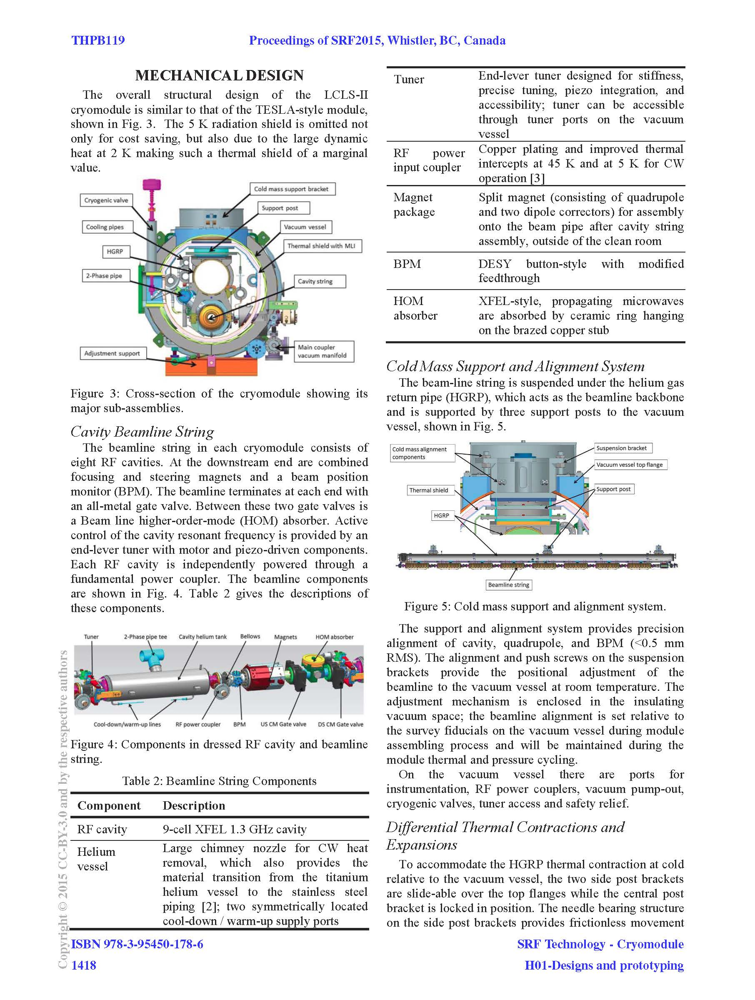 THPB119
Proceedings of SRF2015, Whistler, BC, Canada
MECHANICAL DESIGN
The overall structural design of the LCLS-II
cryomodule is similar to that of the TESLA-style module,
shown in Fig. 3. The 5 K radiation shield is omitted not
only for cost saving, but also due to the large dynamic
heat at 2 K making such a thermal shield of a marginal
value.
Cold mass support bracket
Cryogenic valve
Support post
Cooling pipes
Vacuum vessel
Thermal shield with MLI
HGRP
2-Phase pipe
Cavity string
Adjustment support
Main coupler
vacuum manifold
Figure 3: Cross-section of the cryomodule showing its
major sub-assemblies.
Cavity Beamline String
The beamline string in each cryomodule consists of
eight RF cavities. At the downstream end are combined
focusing and steering magnets and a beam position
monitor (BPM). The beamline terminates at each end with
an all-metal gate valve. Between these two gate valves is
a Beam line higher-order-mode (HOM) absorber. Active
control of the cavity resonant frequency is provided by an
end-lever tuner with motor and piezo-driven components.
Each RF cavity is independently powered through a
fundamental power coupler. The beamline components
are shown in Fig. 4. Table 2 gives the descriptions of
these components.
Tuner
2-Phase pipe tee
Cavity helium tank
Bellows
Magnets
HOM absorber
Cool-down/warm-up lines
RF power coupler
BPM
US CM Gate valve
DS CM Gate valve
Figure 4: Components in dressed RF cavity and beamline
string.
Table 2: Beamline String Components
Component Description
RF cavity 9-cell XFEL 1.3 GHz cavity
Helium
vessel
Large chimney nozzle for CW heat
removal, which also provides the
material transition from the titanium
helium vessel to the stainless steel
piping [2]; two symmetrically located
cool-down / warm-up supply ports
Tuner
End-lever tuner designed for stiffness,
precise tuning, piezo integration, and
accessibility; tuner can be accessible
through tuner ports on the vacuum
vessel
RF power
input coupler
Copper plating and improved thermal
intercepts at 45 K and at 5 K for CW
operation [3]
Magnet
package
Split magnet (consisting of quadrupole
and two dipole correctors) for assembly
onto the beam pipe after cavity string
assembly, outside of the clean room
BPM
DESY button-style with modified
feedthrough
HOM
absorber
XFEL-style, propagating microwaves
are absorbed by ceramic ring hanging
on the brazed copper stub
Cold Mass Support and Alignment System
The beam-line string is suspended under the helium gas
return pipe (HGRP), which acts as the beamline backbone
and is supported by three support posts to the vacuum
vessel, shown in Fig. 5.
Cold mass alignment
components
Suspension bracket
Vacuum vessel top flange
Thermal shield
Support post
HGRP
Beamline string
Figure 5: Cold mass support and alignment system.
The support and alignment system provides precision
alignment of cavity, quadrupole, and BPM (<0.5 mm
RMS). The alignment and push screws on the suspension
brackets provide the positional adjustment of the
beamline to the vacuum vessel at room temperature. The
adjustment mechanism is enclosed in the insulating
vacuum space; the beamline alignment is set relative to
the survey fiducials on the vacuum vessel during module
assembling process and will be maintained during the
module thermal and pressure cycling.
On the vacuum vessel there are ports for
instrumentation, RF power couplers, vacuum pump-out,
cryogenic valves, tuner access and safety relief.
Differential Thermal Contractions and
Expansions
To accommodate the HGRP thermal contraction at cold
relative to the vacuum vessel, the two side post brackets
are slide-able over the top flanges while the central post
bracket is locked in position. The needle bearing structure
on the side post brackets provides frictionless movement
Copyright © 2015 CC-BY-3.0 and by the respective authors
ISBN 978-3-95450-178-6
1418
SRF Technology - Cryomodule
H01-Designs and prototyping